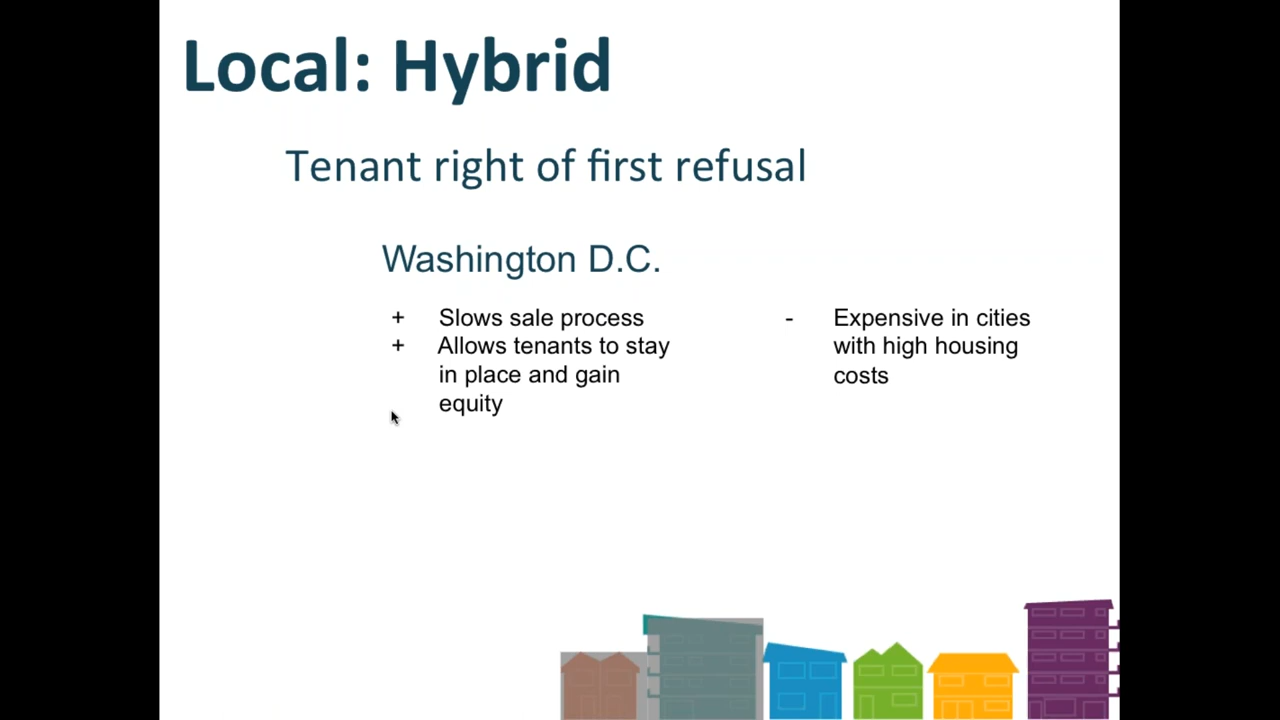 Local: Hybrid
Tenant right of first refusal
Washington D.C.
+ Slows sale process
+ Allows tenants to stay
in place and gain
equity
- Expensive in cities
with high housing
costs